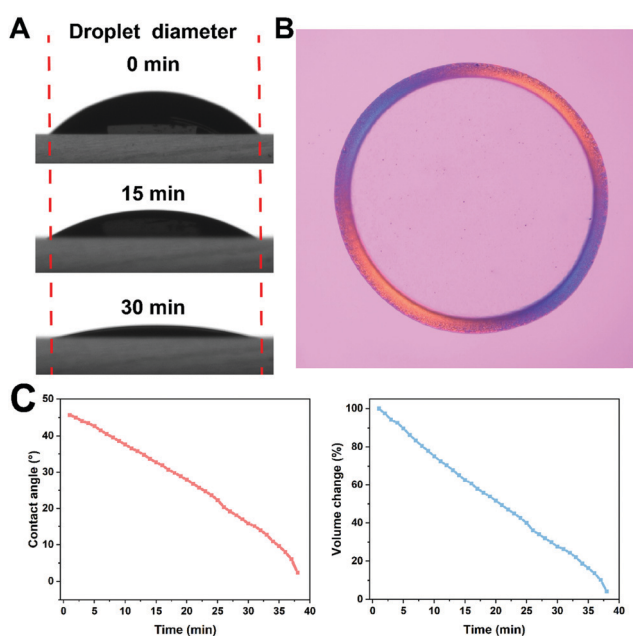 A
Droplet diameter
0 min
15 min
30 min
B
C
50
40
30
20
10
0
Contact angle (°)
0 5 10 15 20 25 30 35 40
Time (min)
100
80
60
40
20
0
Volume change (%)
0 5 10 15 20 25 30 35 40
Time (min)